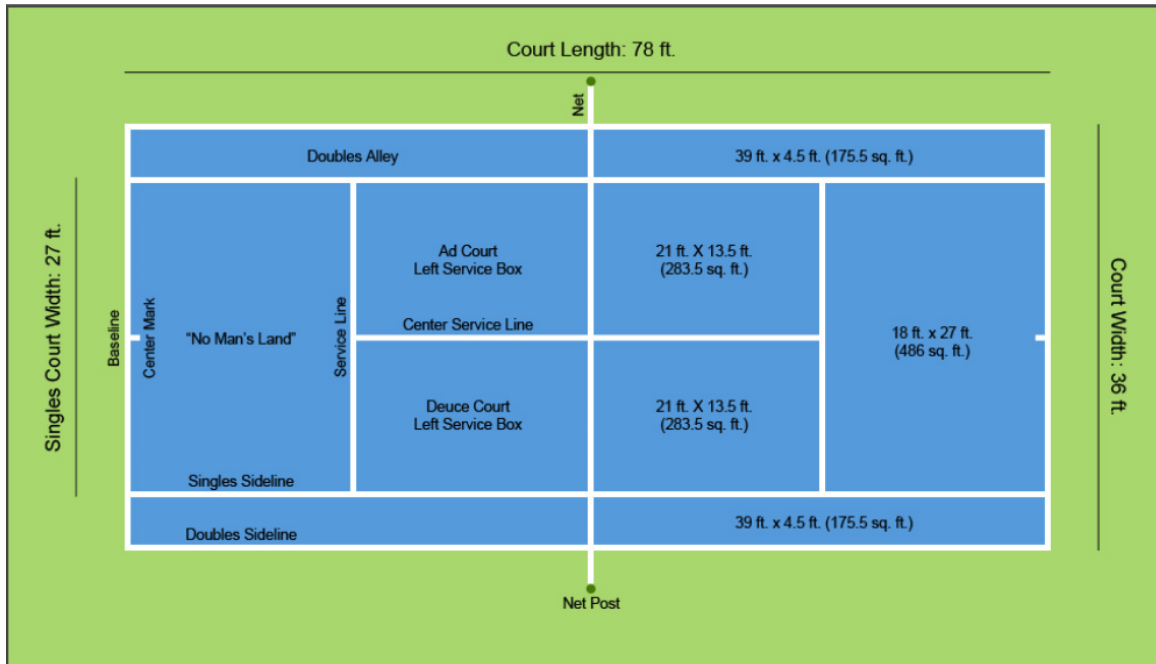 Court Length: 78 ft.
Net
Doubles Alley
39 ft. x 4.5 ft. (175.5 sq. ft.)
Singles Court Width: 27 ft.
Baseline
Center Mark
"No Man's Land"
Service Line
Ad Court
Left Service Box
21 ft. X 13.5 ft.
(283.5 sq. ft.)
Center Service Line
18 ft. x 27 ft.
(486 sq. ft.)
Court Width: 36 ft.
Deuce Court
Left Service Box
21 ft. X 13.5 ft.
(283.5 sq. ft.)
Singles Sideline
Doubles Sideline
39 ft. x 4.5 ft. (175.5 sq. ft.)
Net Post